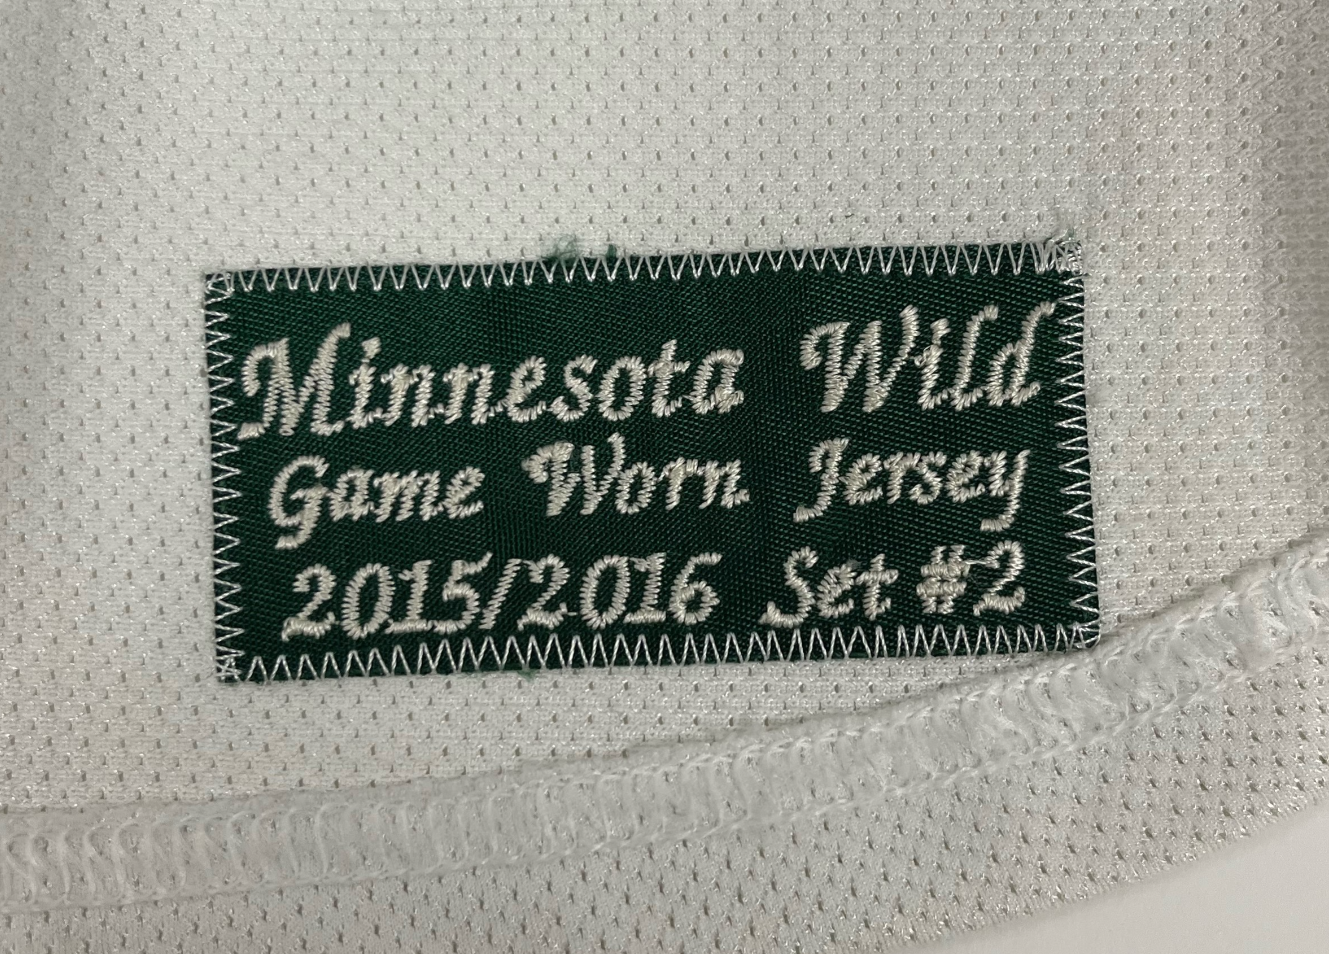 Minnesota Wild
Game Worn Jersey
2015/2016 Set #2